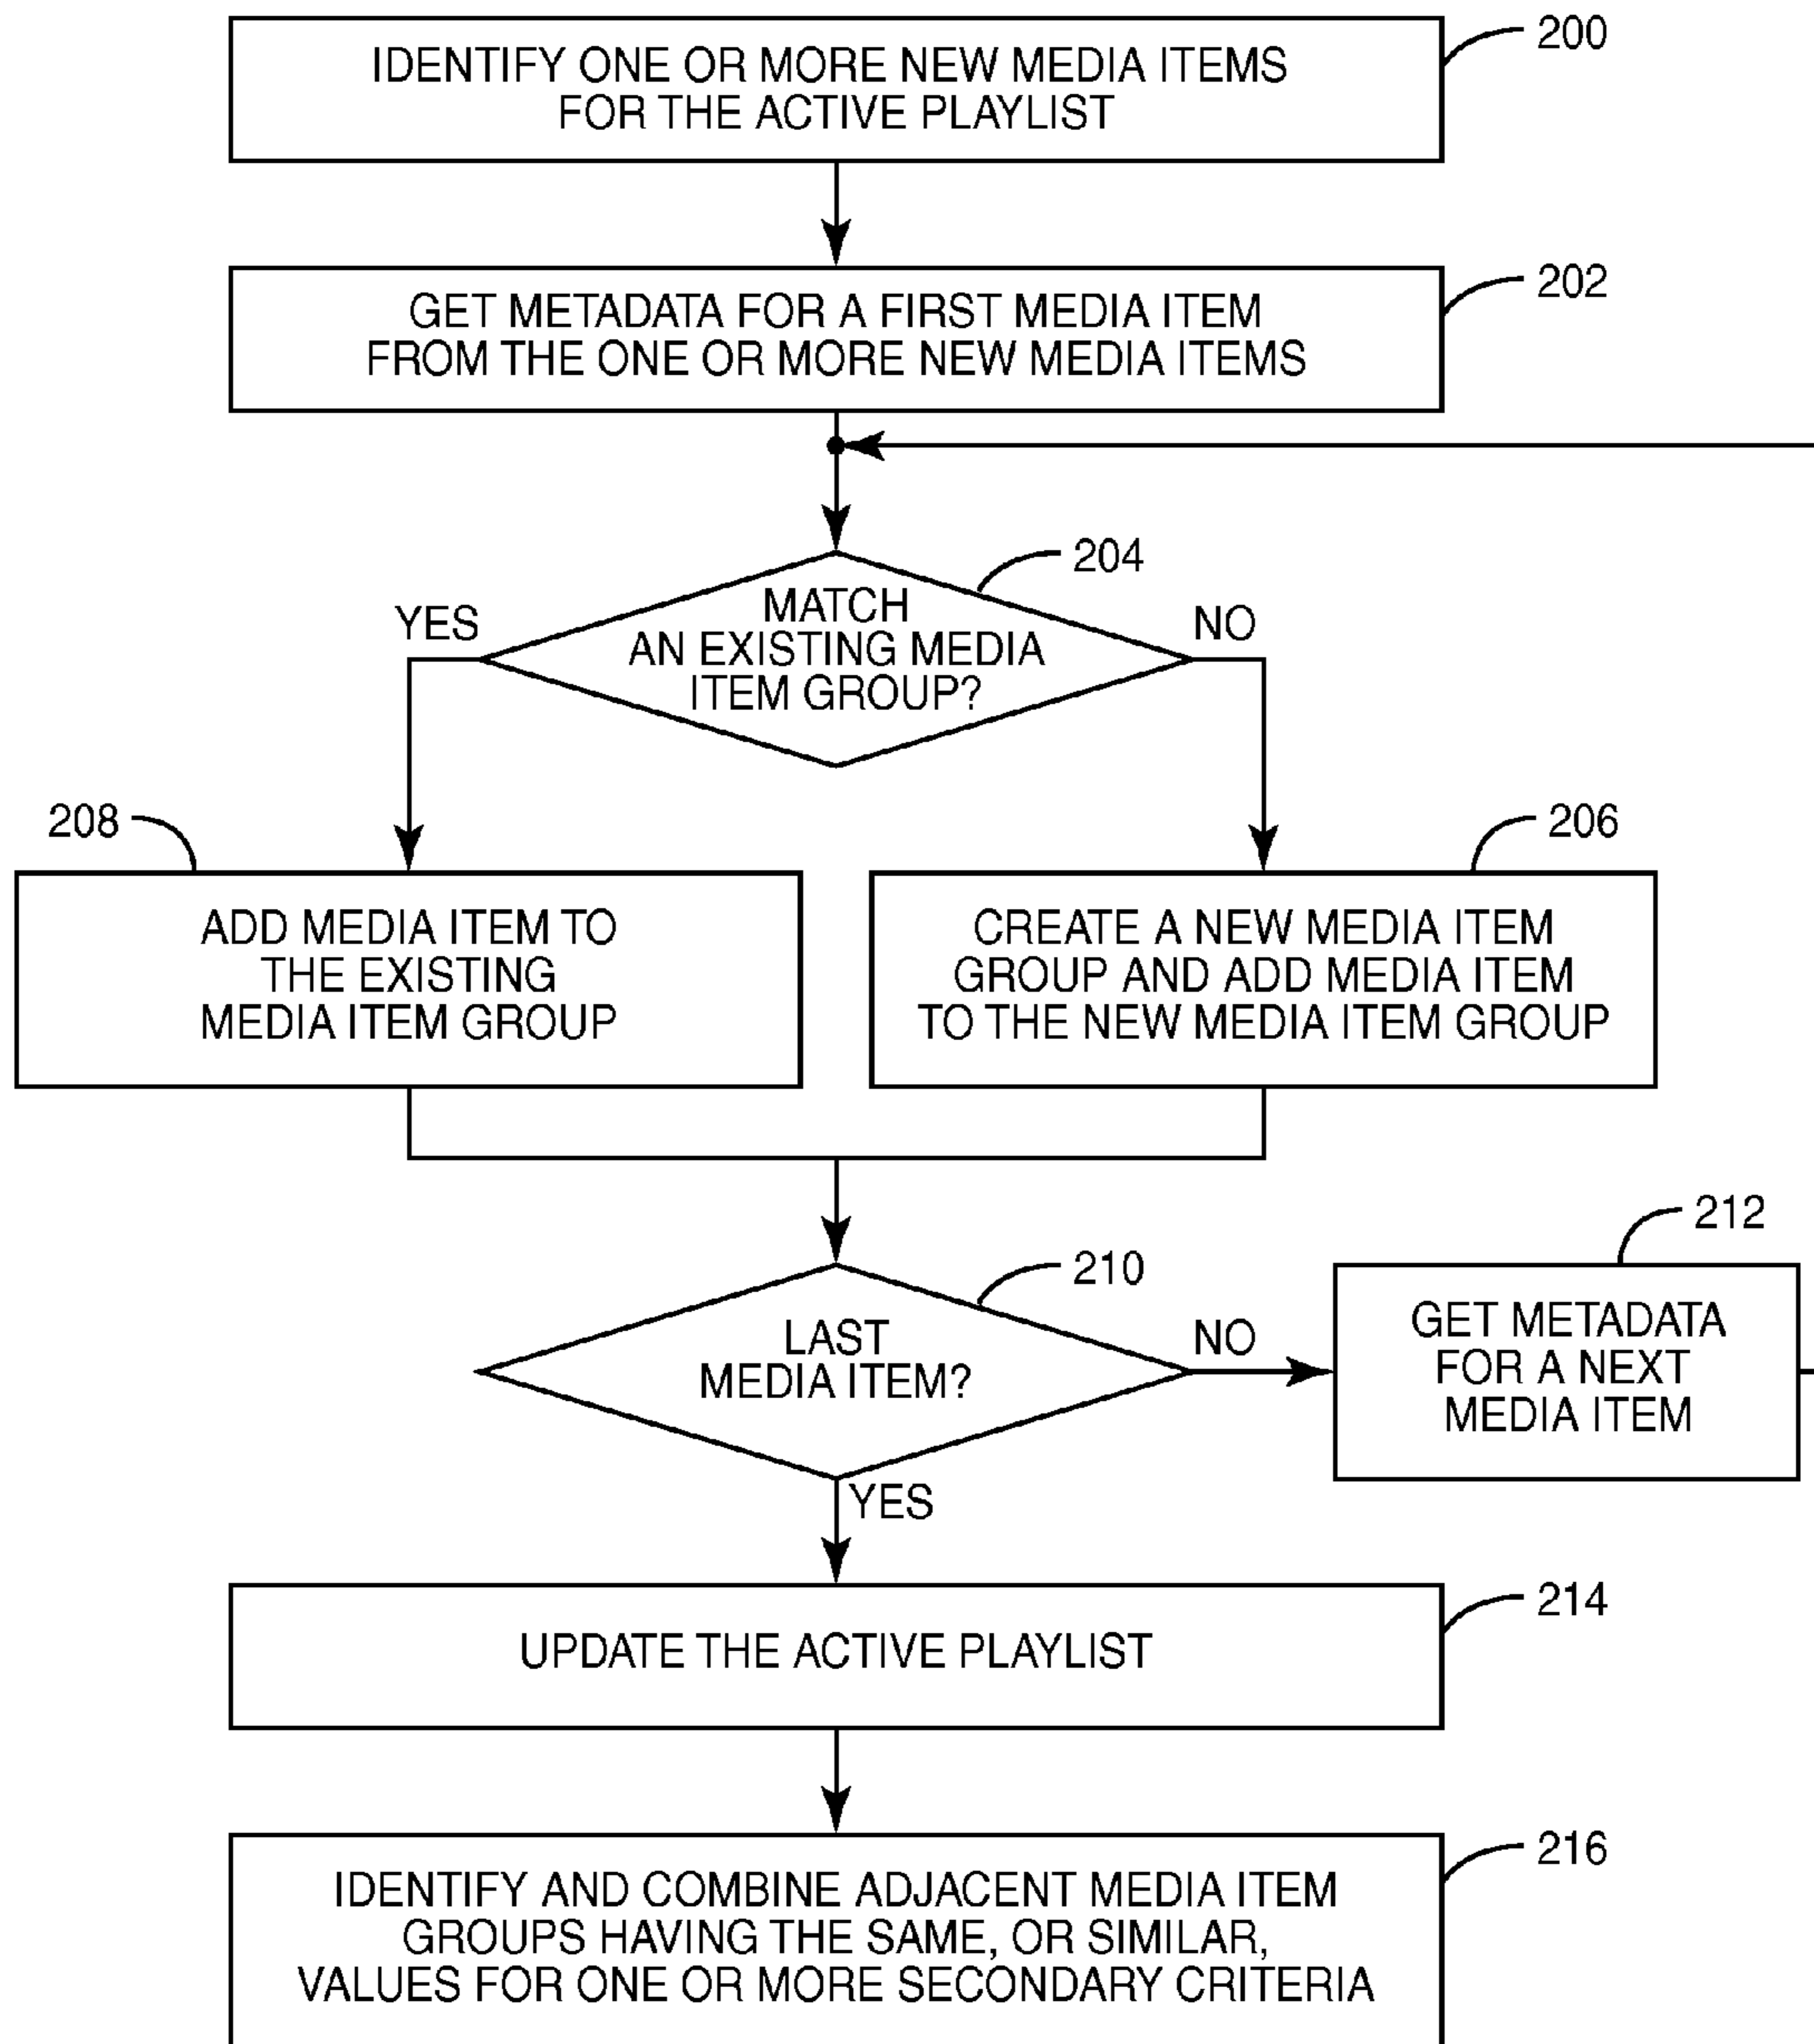 200
IDENTIFY ONE OR MORE NEW MEDIA ITEMS
FOR THE ACTIVE PLAYLIST
202
GET METADATA FOR A FIRST MEDIA ITEM
FROM THE ONE OR MORE NEW MEDIA ITEMS
204
MATCH
AN EXISTING MEDIA
ITEM GROUP?
YES
NO
208
ADD MEDIA ITEM TO
THE EXISTING
MEDIA ITEM GROUP
206
CREATE A NEW MEDIA ITEM
GROUP AND ADD MEDIA ITEM
TO THE NEW MEDIA ITEM GROUP
210
LAST
MEDIA ITEM?
NO
212
GET METADATA
FOR A NEXT
MEDIA ITEM
YES
214
UPDATE THE ACTIVE PLAYLIST
216
IDENTIFY AND COMBINE ADJACENT MEDIA ITEM
GROUPS HAVING THE SAME, OR SIMILAR,
VALUES FOR ONE OR MORE SECONDARY CRITERIA